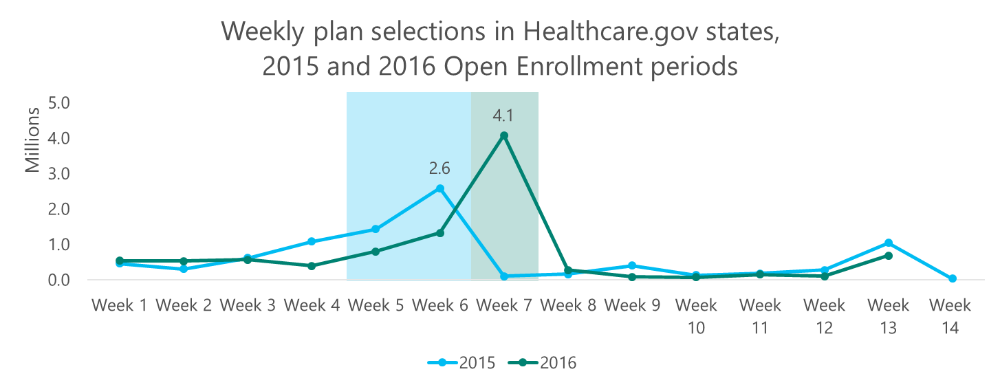 Weekly plan selections in Healthcare.gov states,
2015 and 2016 Open Enrollment periods
Millions
5.0
4.0
3.0
2.0
1.0
0.0
4.1
2.6
Week 1 Week 2 Week 3 Week 4 Week 5 Week 6 Week 7 Week 8 Week 9 Week Week Week Week Week
10 11 12 13 14
2015 2016